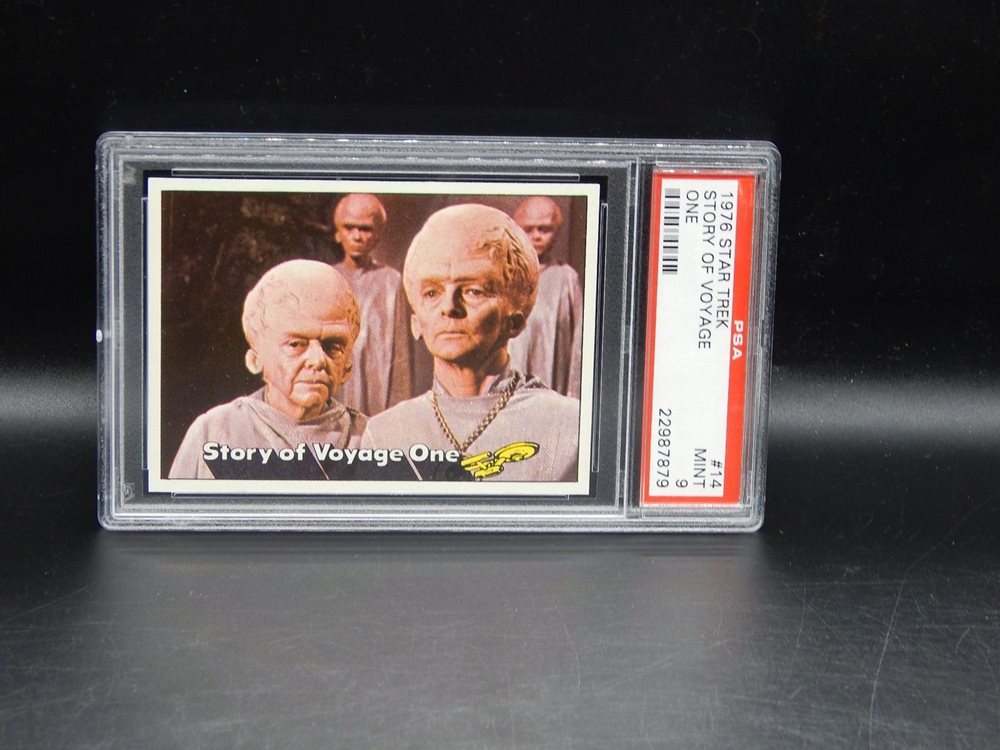 Story of Voyage One
1976 STAR TREK
STORY OF VOYAGE
ONE
PSA
#14
MINT
9
22987879